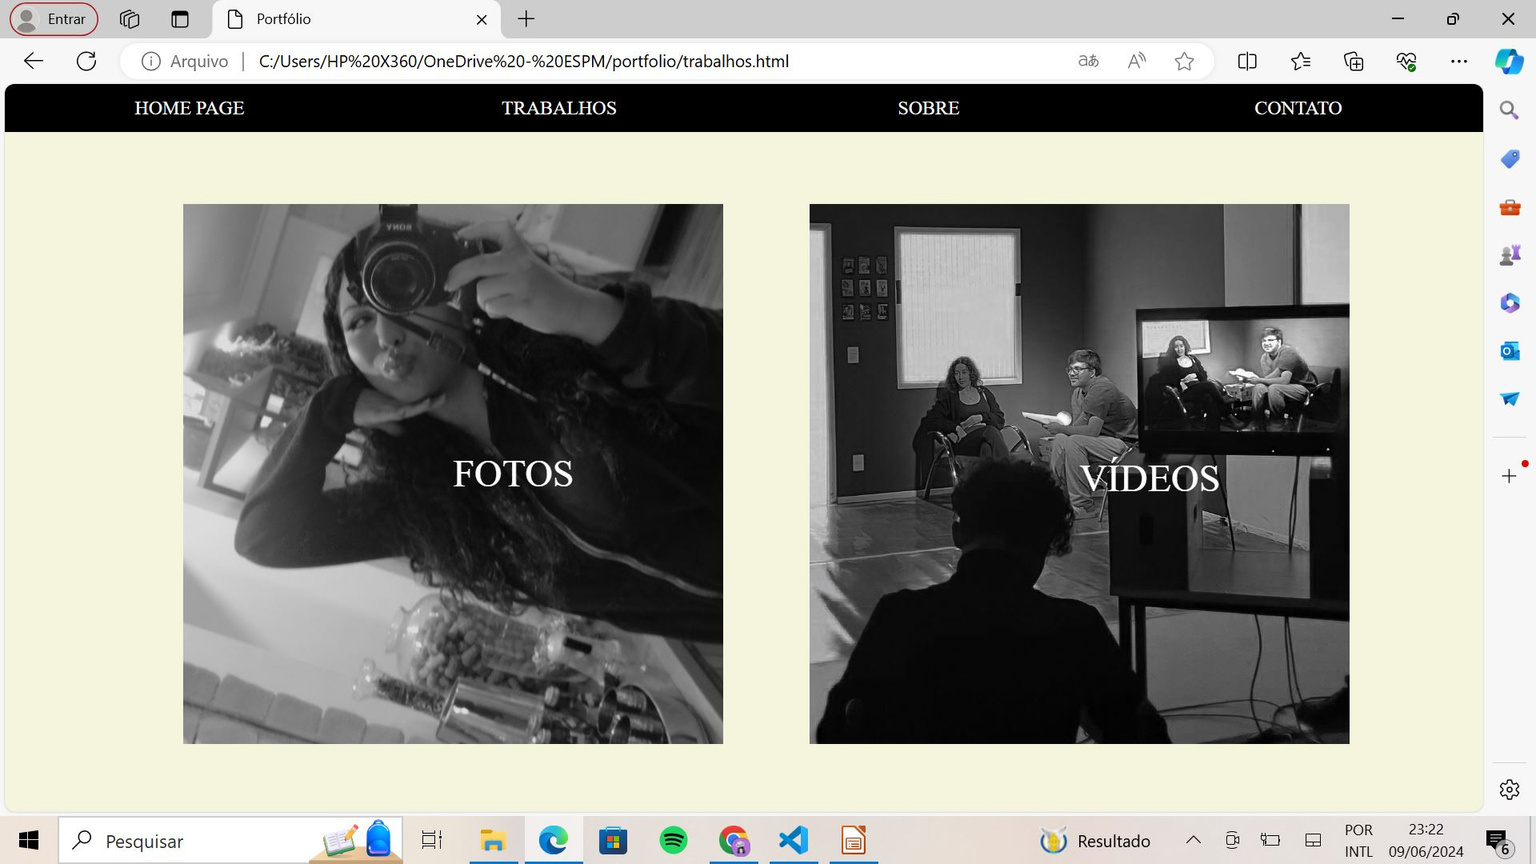 Entrar
Portfólio
Arquivo
C:/Users/HP%20X360/OneDrive%20-%20ESPM/portfolio/trabalhos.html
HOME PAGE TRABALHOS SOBRE CONTATO
SONY
FOTOS
VÍDEOS
Pesquisar
Resultado
POR
INTL
23:22
09/06/2024
6